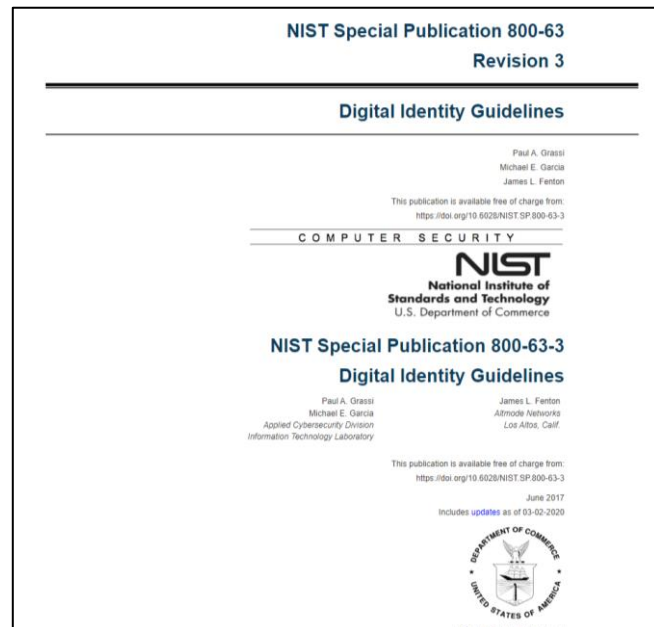 NIST Special Publication 800-63
Revision 3
Digital Identity Guidelines
Paul A. Grassi
Michael E. Garcia
James L. Fenton
This publication is available free of charge from:
https://doi.org/10.6028/NIST.SP.800-63-3
COMPUTER SECURITY
NIST
National Institute of
Standards and Technology
U.S. Department of Commerce
NIST Special Publication 800-63-3
Digital Identity Guidelines
Paul A. Grassi
Michael E. Garcia
Applied Cybersecurity Division
Information Technology Laboratory
James L. Fenton
Altmode Networks
Los Altos, Calif.
This publication is available free of charge from:
https://doi.org/10.6028/NIST.SP.800-63-3
June 2017
Includes updates as of 03-02-2020
DEPARTMENT OF COMMERCE
UNITED STATES OF AMERICA